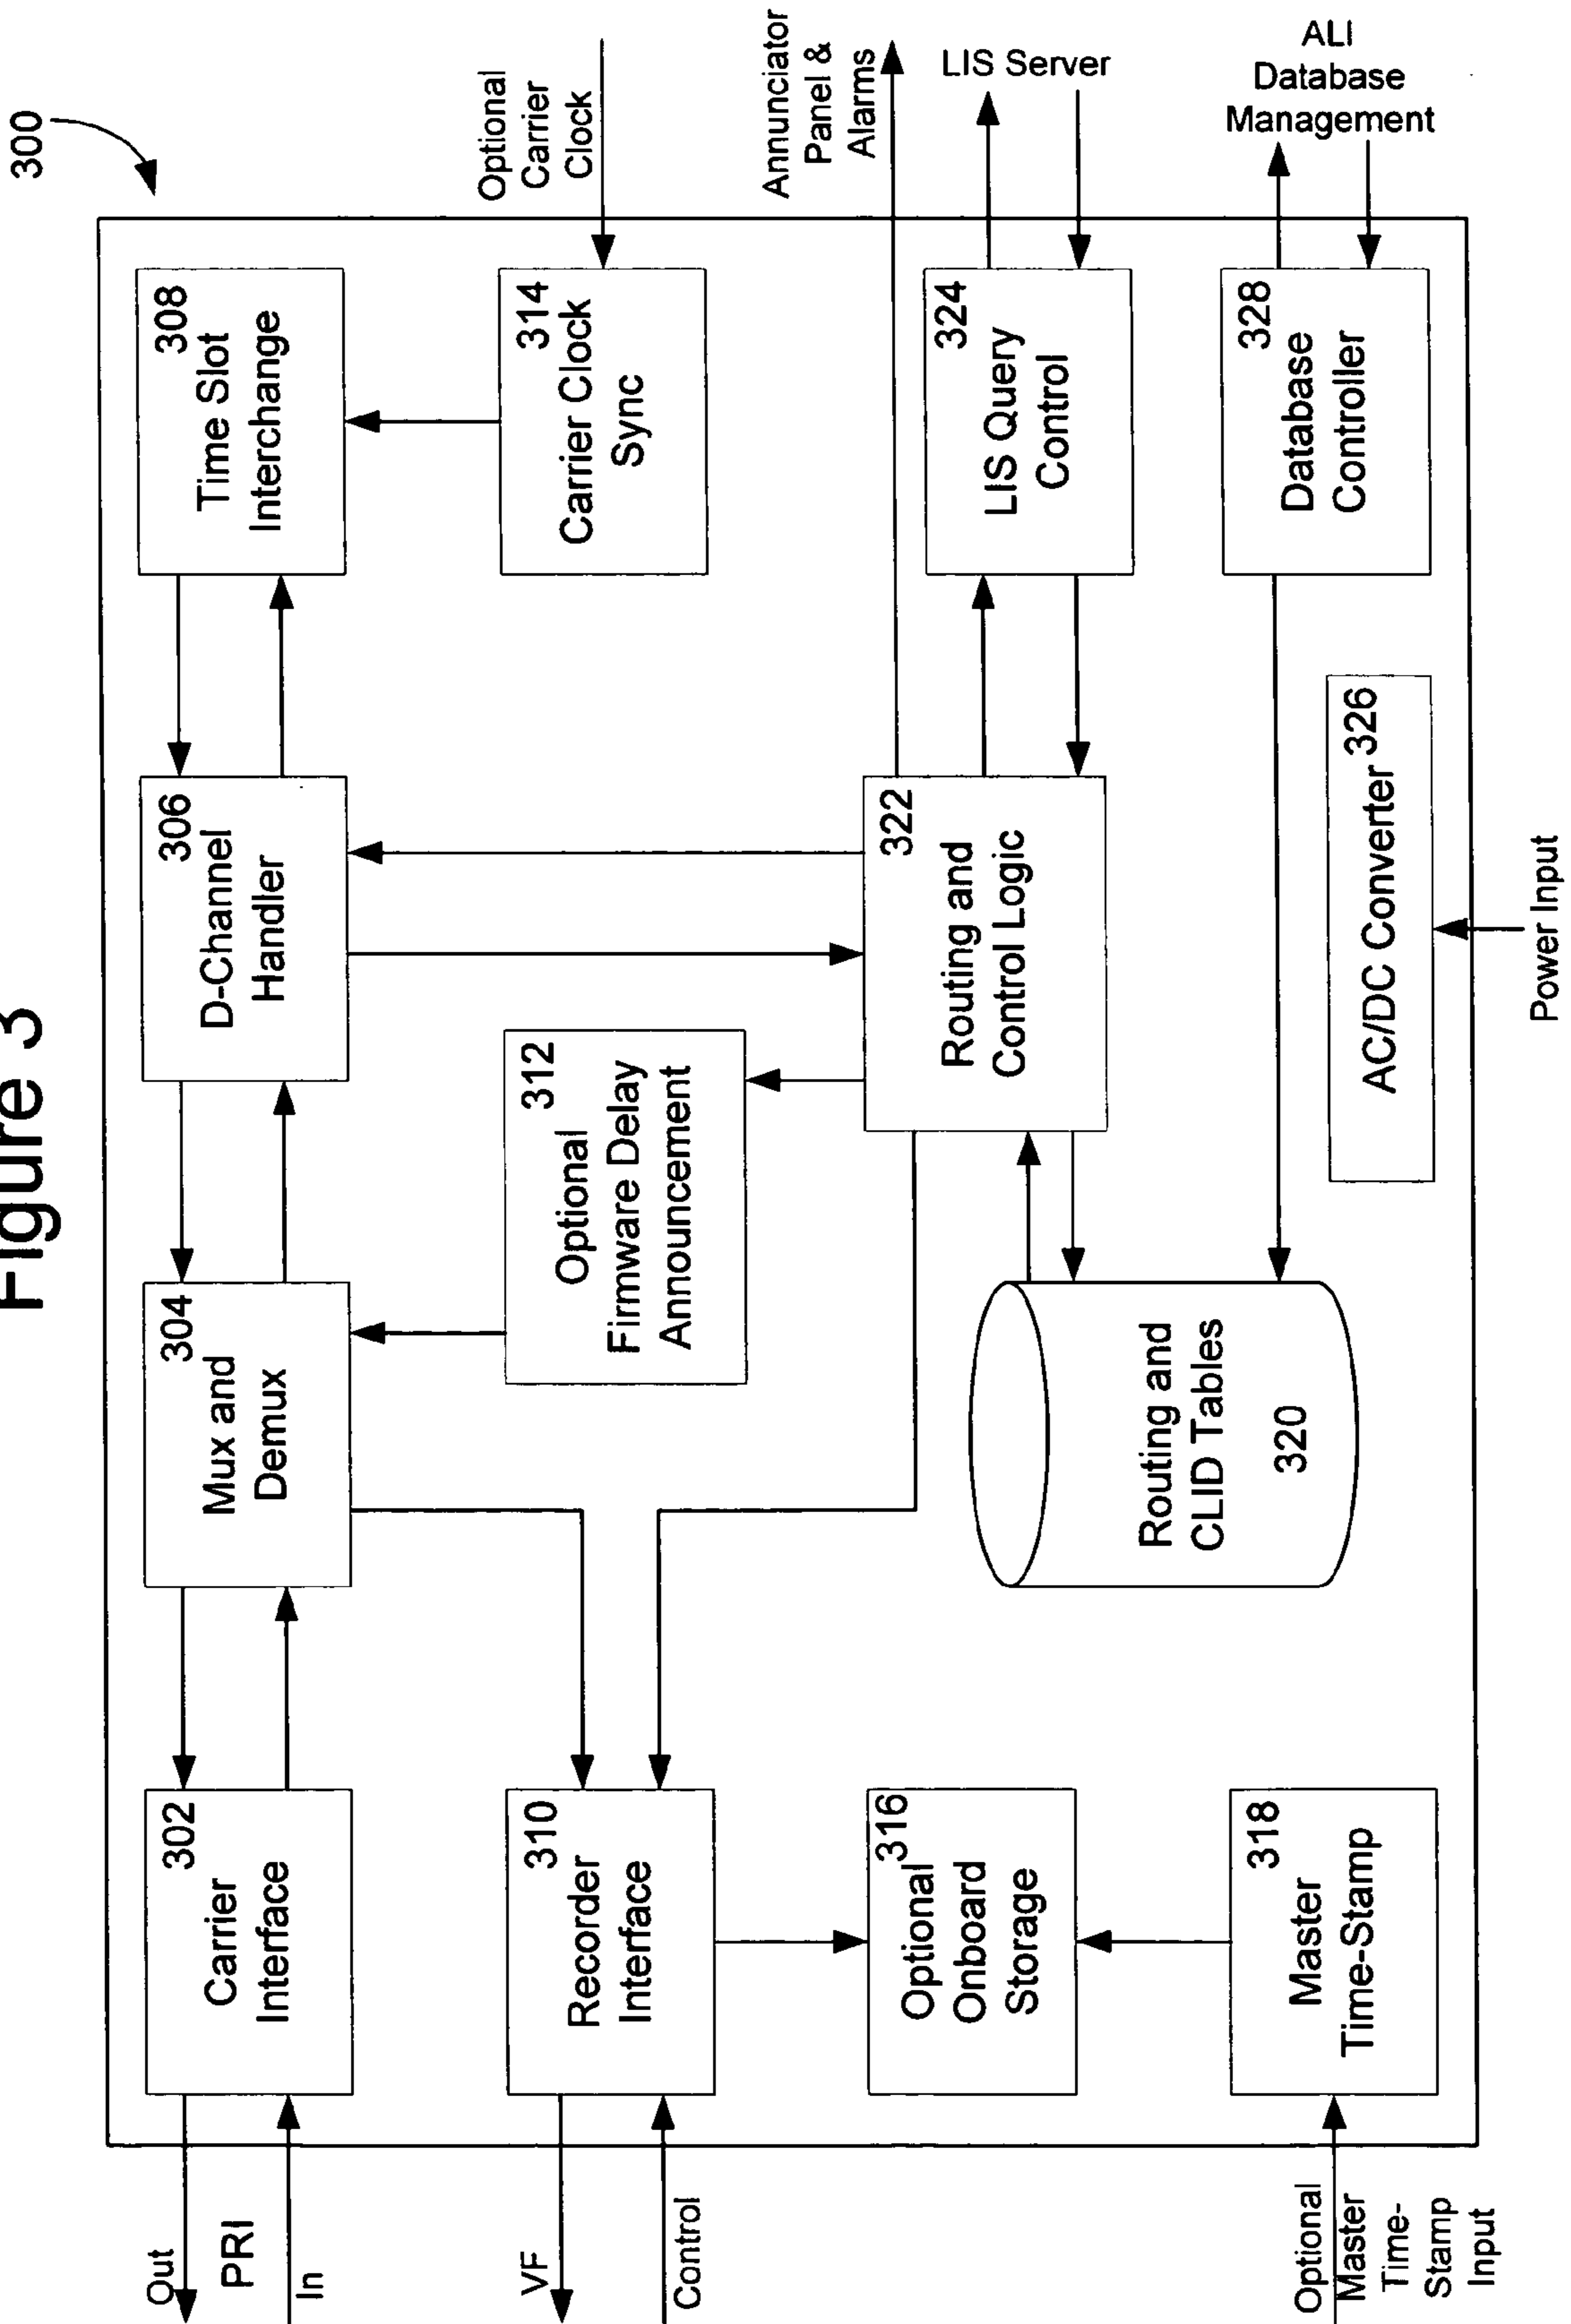 Figure 3
300
Out
PRI
In
302
Carrier
Interface
304
Mux and
Demux
306
D-Channel
Handler
308
Time Slot
Interchange
VF
Control
310
Recorder
Interface
312
Optional
Firmware Delay
Announcement
314
Carrier Clock
Sync
Optional
Carrier
Clock
316
Optional
Onboard
Storage
318
Master
Time-Stamp
Optional
Master
Time-
Stamp
Input
Routing and
CLID Tables
320
322
Routing and
Control Logic
Annunciator
Panel &
Alarms
324
LIS Query
Control
LIS Server
AC/DC Converter 326
Power Input
328
Database
Controller
ALI
Database
Management